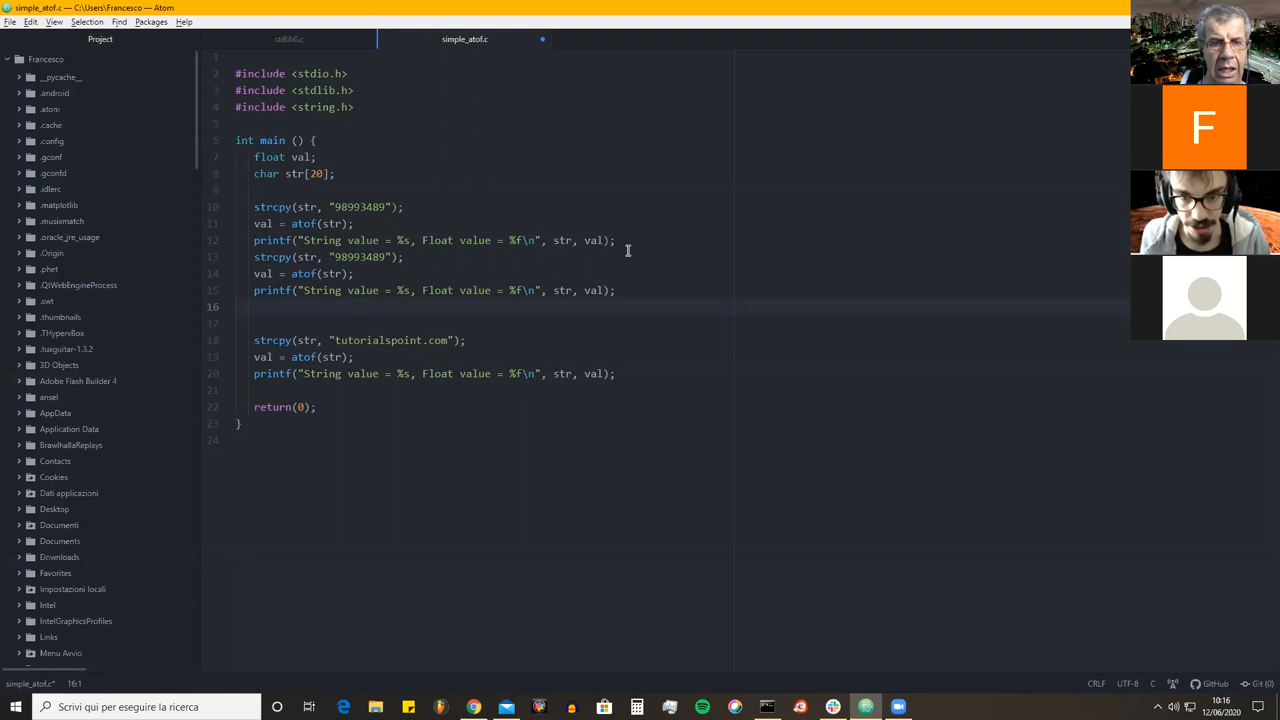 simple_atof.c — C:\Users\Francesco — Atom
File Edit View Selection Find Packages Help
Project
stdlib0.c
simple_atof.c
Francesco
__pycache__
.android
.atom
.cache
.config
.gconf
.gconfd
.idlerc
.matplotlib
.musixmatch
.oracle_jre_usage
.Origin
.phet
.QtWebEngineProcess
.swt
.thumbnails
.THypervBox
.tuxguitar-1.3.2
3D Objects
Adobe Flash Builder 4
ansel
AppData
Application Data
BrawlhallaReplays
Contacts
Cookies
Dati applicazioni
Desktop
Documenti
Documents
Downloads
Favorites
Impostazioni locali
Intel
IntelGraphicsProfiles
Links
Menu Avvio
1
2 #include <stdio.h>
3 #include <stdlib.h>
4 #include <string.h>
5
6 int main () {
7 float val;
8 char str[20];
9
10 strcpy(str, "98993489");
11 val = atof(str);
12 printf("String value = %s, Float value = %f\n", str, val);
13 strcpy(str, "98993489");
14 val = atof(str);
15 printf("String value = %s, Float value = %f\n", str, val);
16
17
18 strcpy(str, "tutorialspoint.com");
19 val = atof(str);
20 printf("String value = %s, Float value = %f\n", str, val);
21
22 return(0);
23 }
24
F
simple_atof.c* 16:1
CRLF UTF-8 C GitHub Git (0)
Scrivi qui per eseguire la ricerca
10:16
12/06/2020